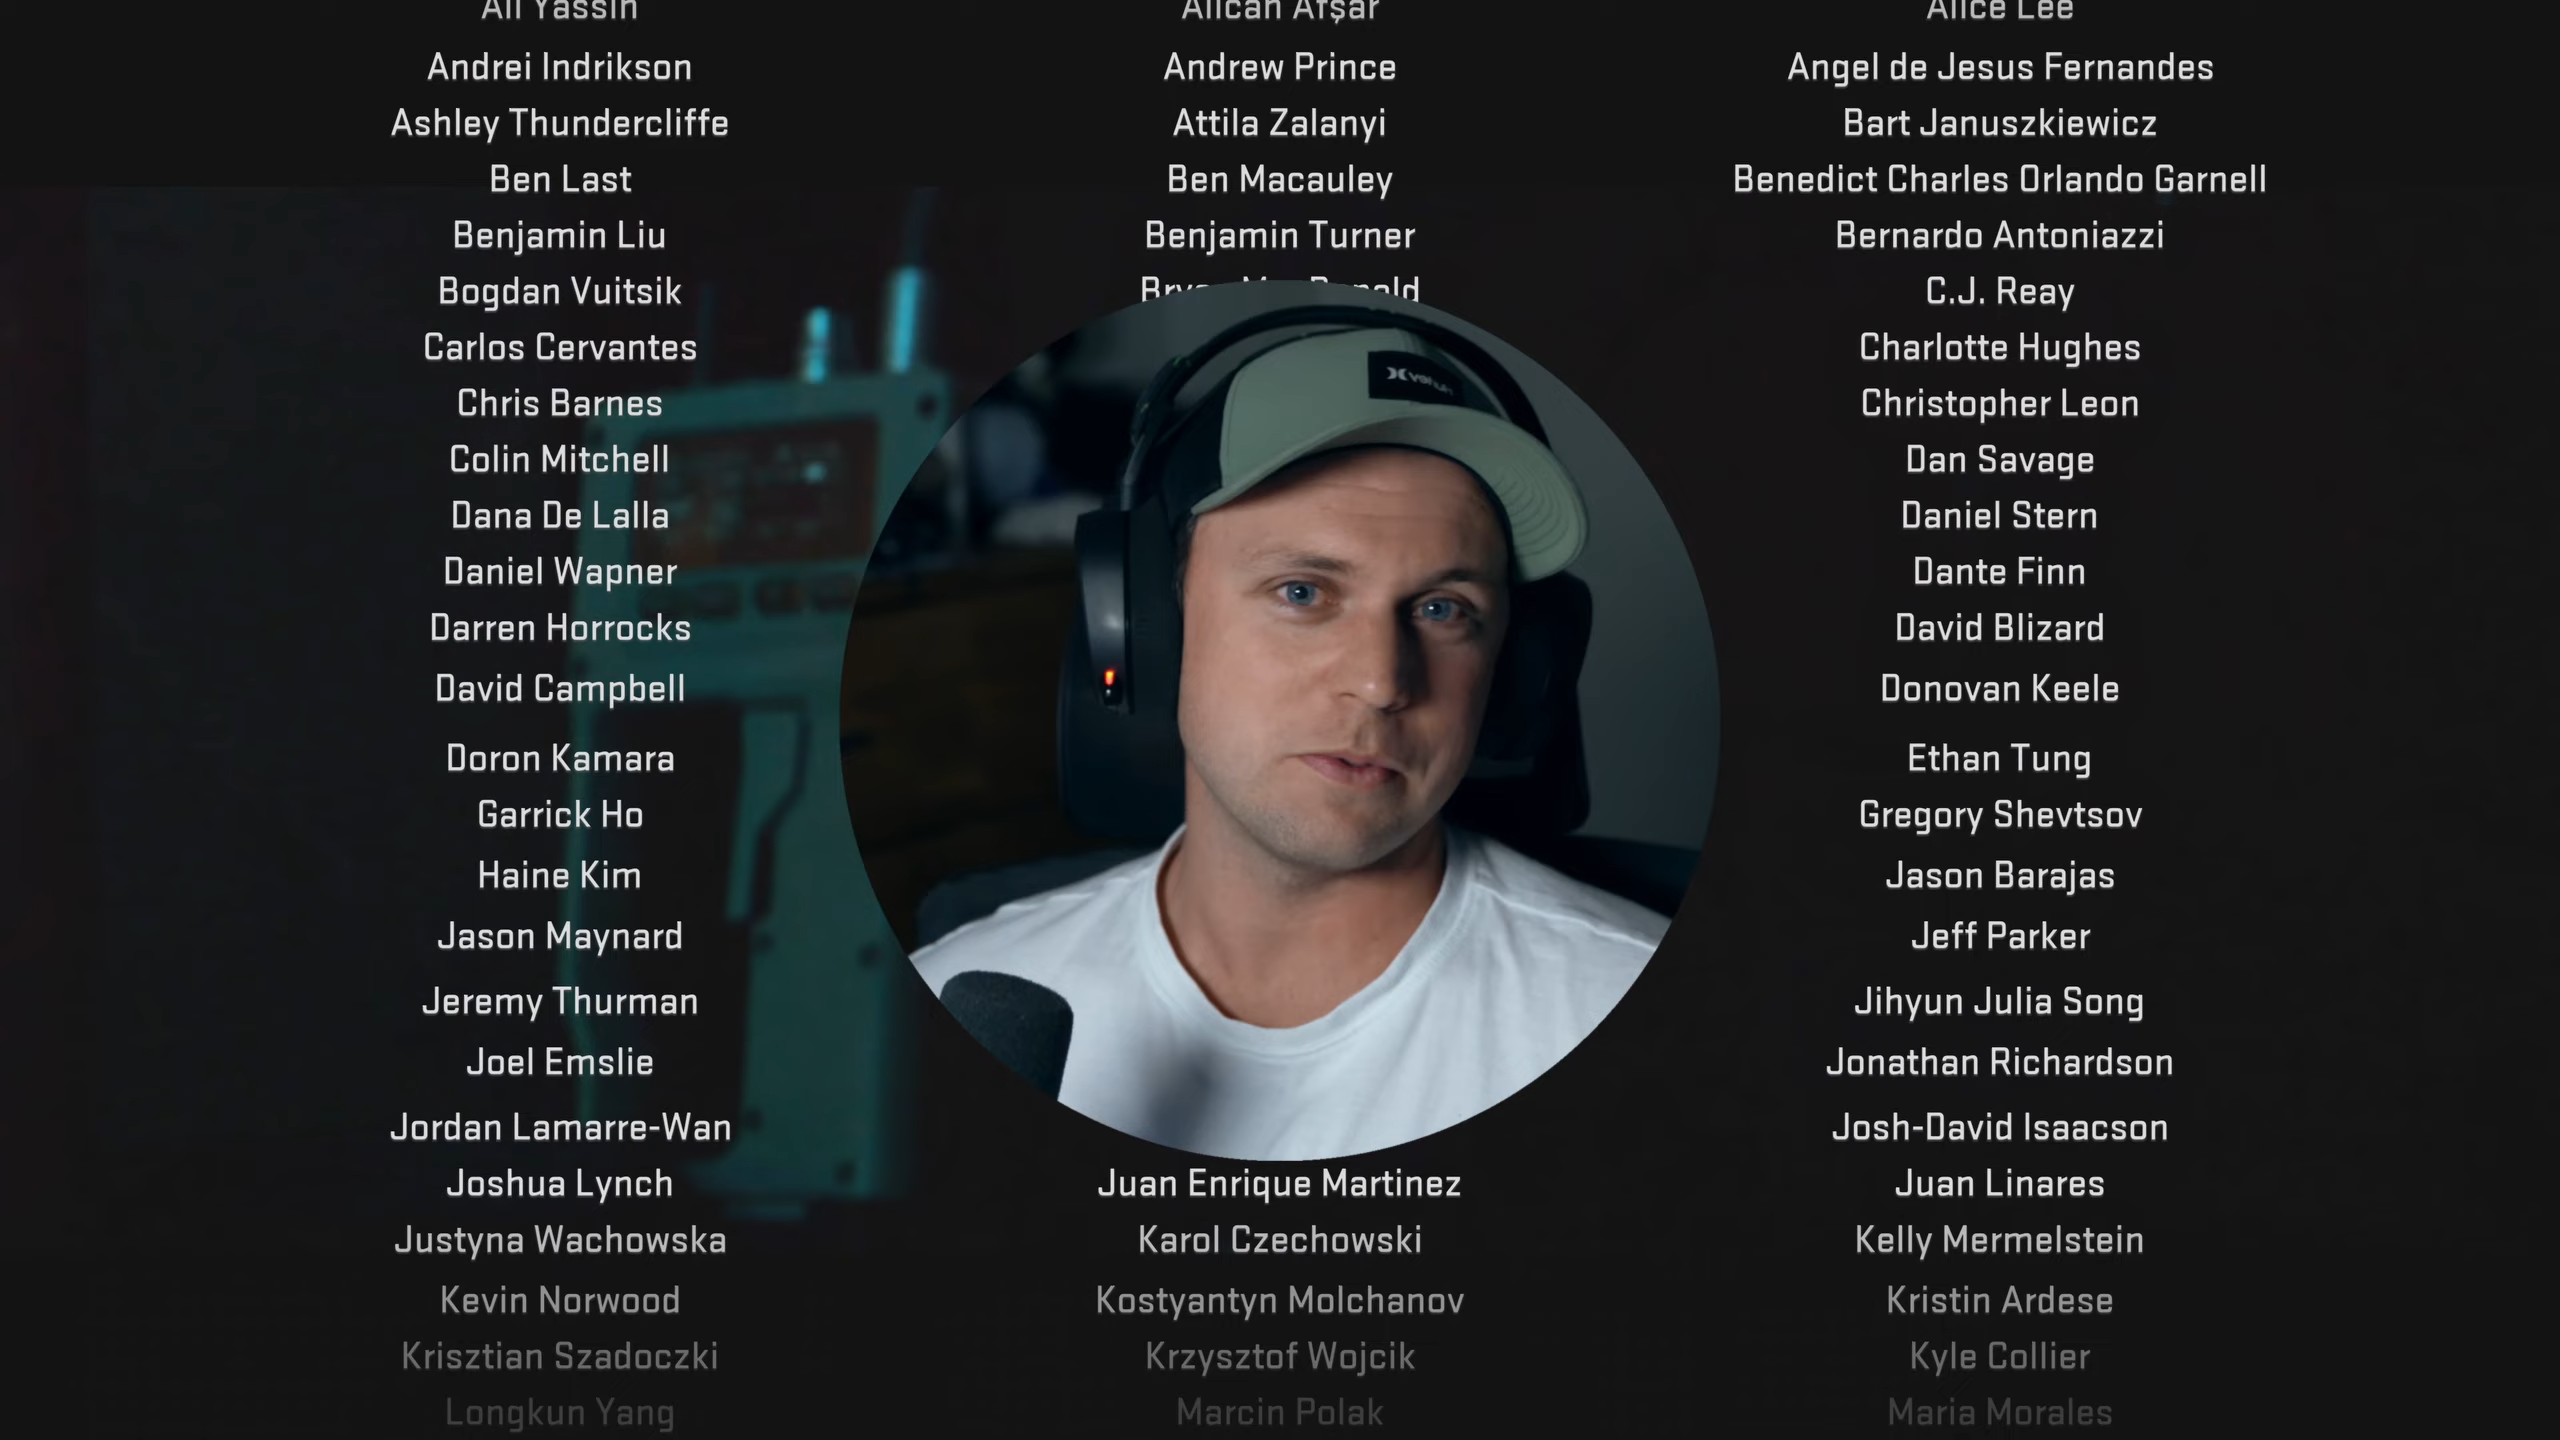 Ali Yassin Alican Afşar Alice Lee
Andrei Indrikson Andrew Prince Angel de Jesus Fernandes
Ashley Thundercliffe Attila Zalanyi Bart Januszkiewicz
Ben Last Ben Macauley Benedict Charles Orlando Garnell
Benjamin Liu Benjamin Turner Bernardo Antoniazzi
Bogdan Vuitsik C.J. Reay
Carlos Cervantes Charlotte Hughes
Chris Barnes Christopher Leon
Colin Mitchell Dan Savage
Dana De Lalla Daniel Stern
Daniel Wapner Dante Finn
Darren Horrocks David Blizard
David Campbell Donovan Keele
Doron Kamara Ethan Tung
Garrick Ho Gregory Shevtsov
Haine Kim Jason Barajas
Jason Maynard Jeff Parker
Jeremy Thurman Jihyun Julia Song
Joel Emslie Jonathan Richardson
Jordan Lamarre-Wan Josh-David Isaacson
Joshua Lynch Juan Enrique Martinez Juan Linares
Justyna Wachowska Karol Czechowski Kelly Mermelstein
Kevin Norwood Kostyantyn Molchanov Kristin Ardese
Krisztian Szadoczki Krzysztof Wojcik Kyle Collier
Longkun Yang Marcin Polak Maria Morales